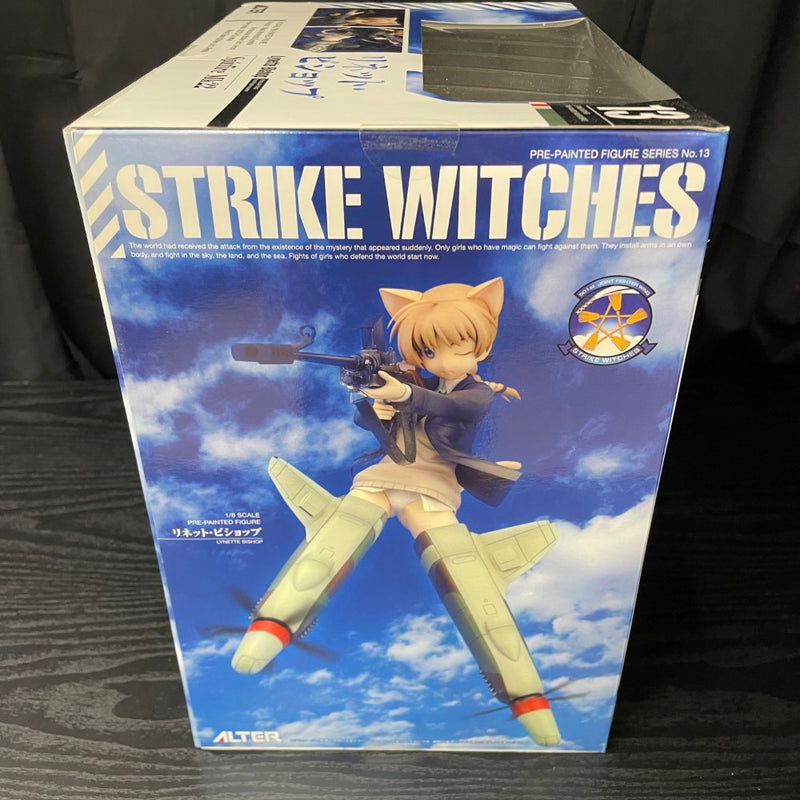 リネット・
ビショップ
13
PRE-PAINTED FIGURE SERIES No.13
STRIKE WITCHES
The world had received the attack from the existence of the mystery that appeared suddenly. Only girls who have magic can fight against them. They install arms in an own
body, and fight in the sky, the land, and the sea. Fights of girls who defend the world start now.
501st JOINT FIGHTER WING
STRIKE WITCHES
1/8 SCALE
PRE-PAINTED FIGURE
リネット・ビショップ
LYNETTE BISHOP
ALTER